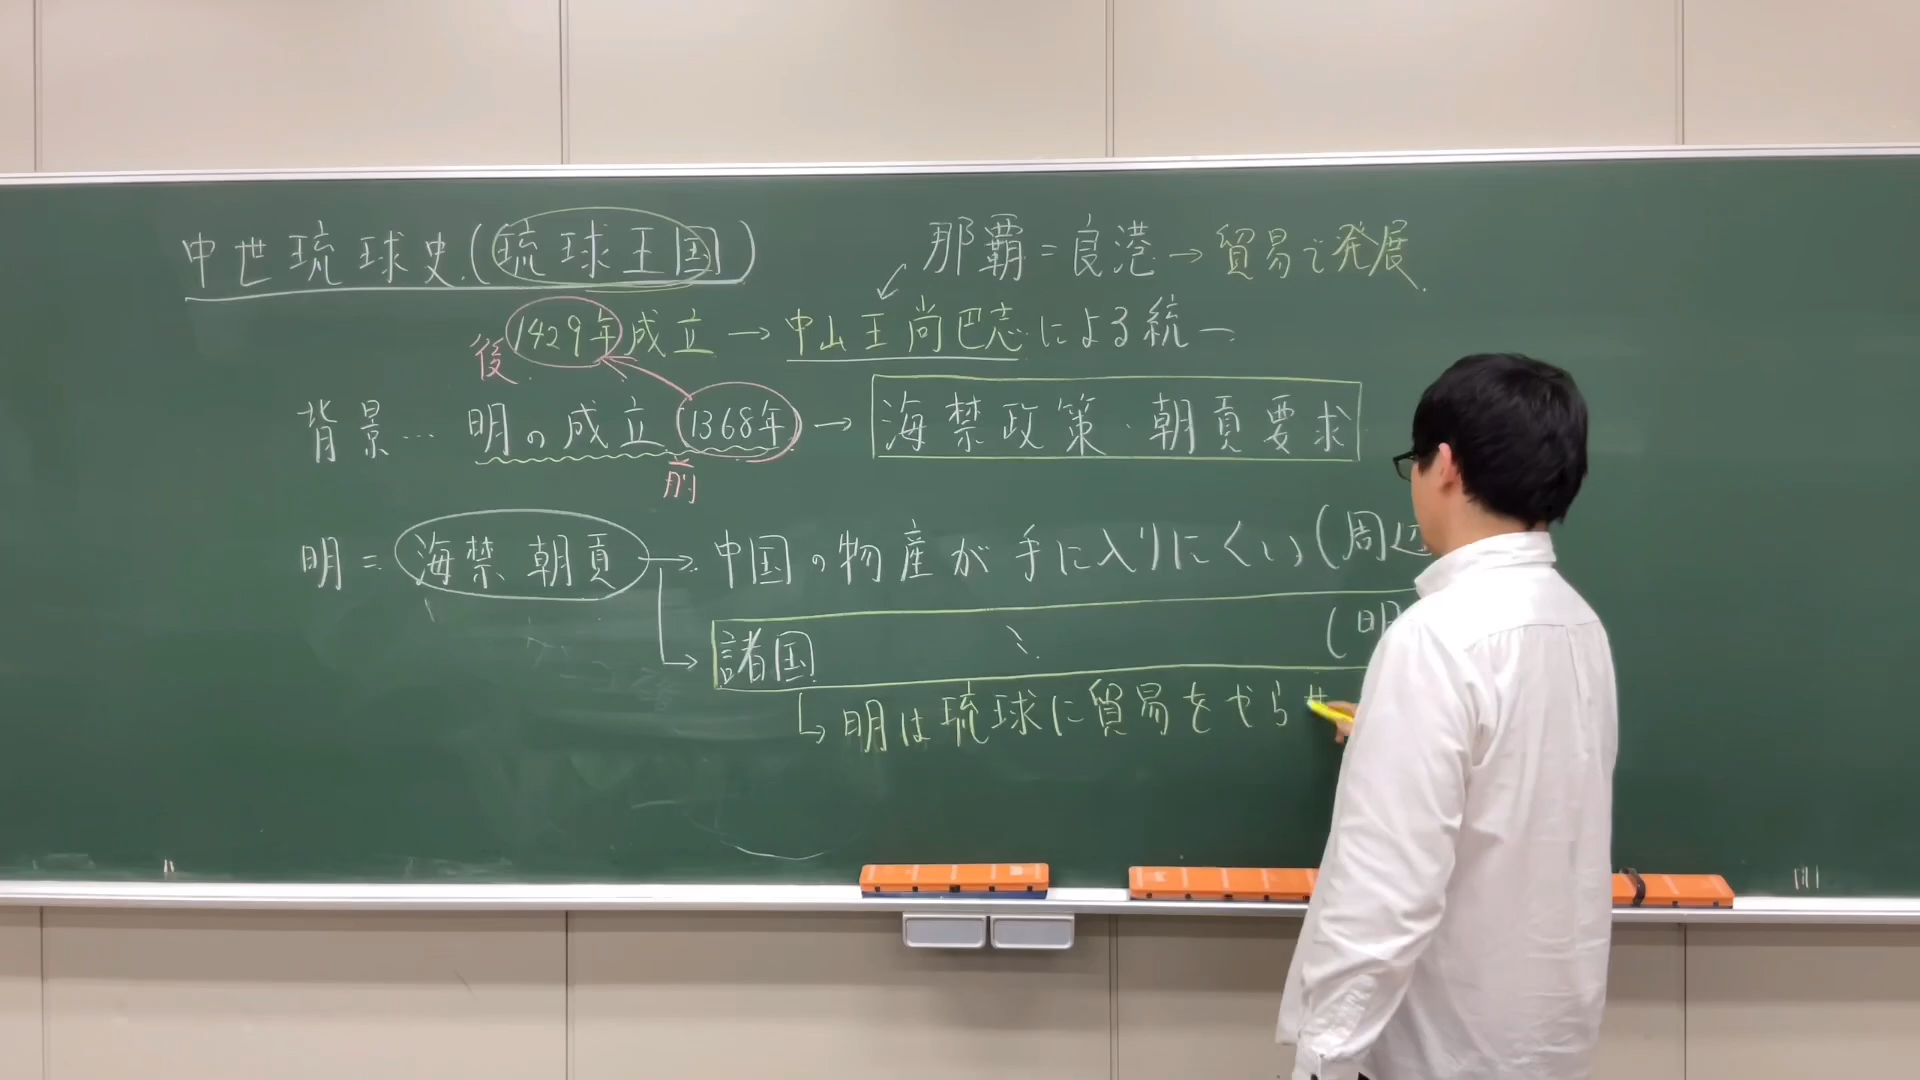 中世琉球史(琉球王国)
那覇=良港→貿易で発展
後 1429年成立→中山王尚巴志による統一
背景… 明の成立 1368年→海禁政策・朝貢要求
前
明=海禁 朝貢→中国の物産が手に入りにくい(周辺
諸国 〃 (明
明は琉球に貿易をやらせ